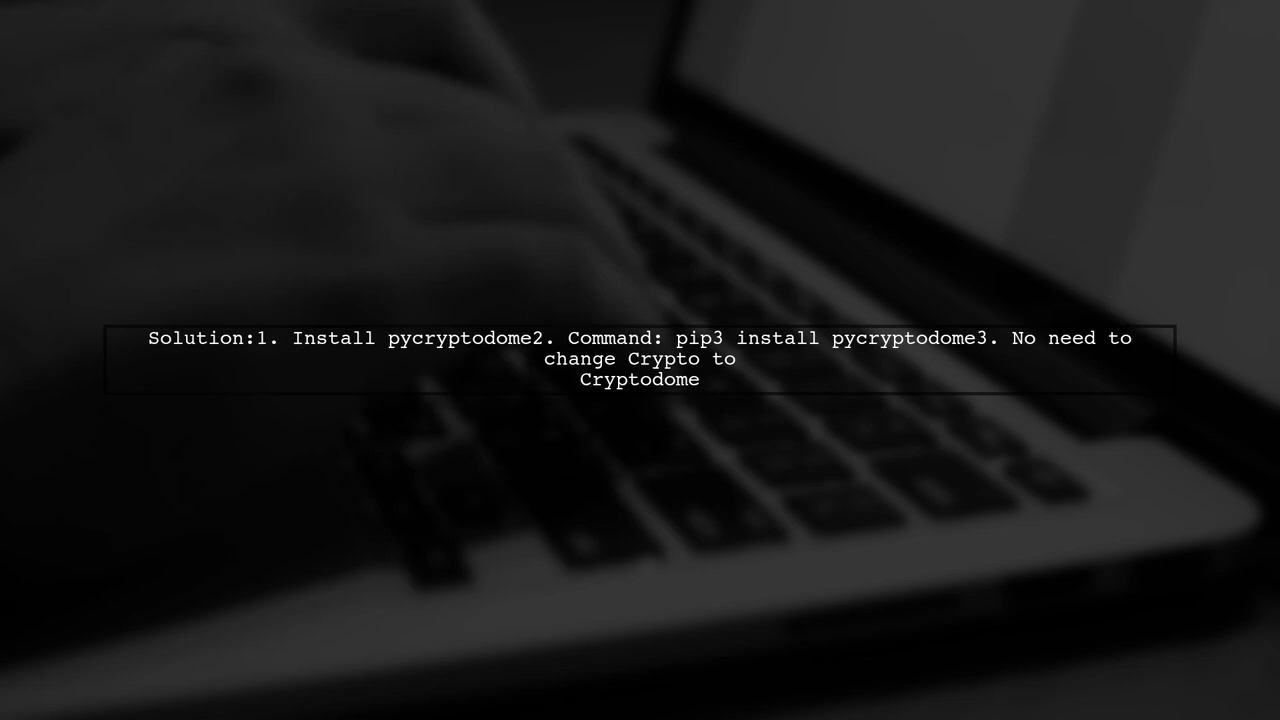 Solution:1. Install pycryptodome2. Command: pip3 install pycryptodome3. No need to
change Crypto to
Cryptodome